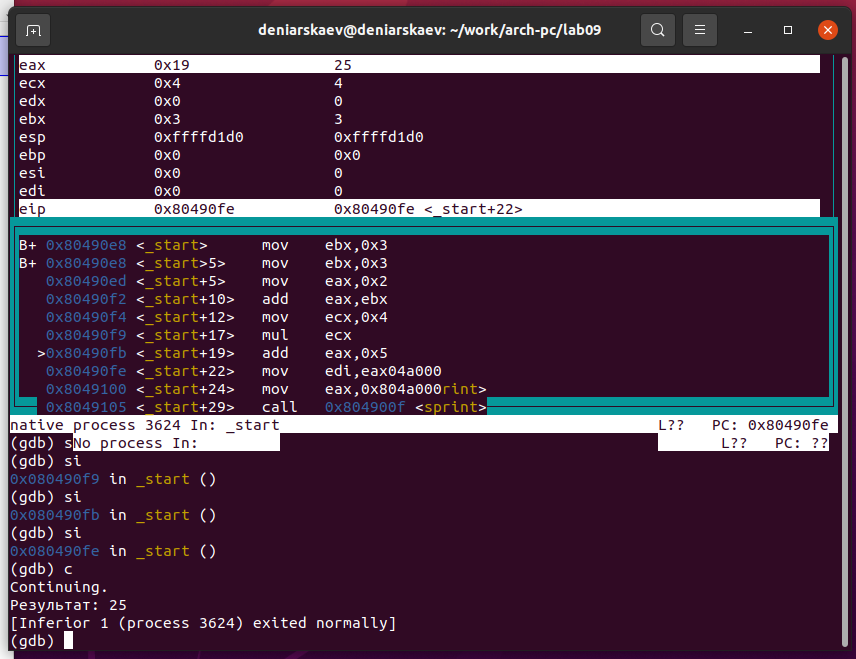 deniarskaev@deniarskaev: ~/work/arch-pc/lab09
eax 0x19 25
ecx 0x4 4
edx 0x0 0
ebx 0x3 3
esp 0xffffd1d0 0xffffd1d0
ebp 0x0 0x0
esi 0x0 0
edi 0x0 0
eip 0x80490fe 0x80490fe <_start+22>
B+ 0x80490e8 <_start> mov ebx,0x3
B+ 0x80490e8 <_start>5> mov ebx,0x3
0x80490ed <_start+5> mov eax,0x2
0x80490f2 <_start+10> add eax,ebx
0x80490f4 <_start+12> mov ecx,0x4
0x80490f9 <_start+17> mul ecx
>0x80490fb <_start+19> add eax,0x5
0x80490fe <_start+22> mov edi,eax04a000
0x8049100 <_start+24> mov eax,0x804a000rint>
0x8049105 <_start+29> call 0x804900f <sprint>
native process 3624 In: _start L?? PC: 0x80490fe
(gdb) sNo process In: L?? PC: ??
(gdb) si
0x080490f9 in _start ()
(gdb) si
0x080490fb in _start ()
(gdb) si
0x080490fe in _start ()
(gdb) c
Continuing.
Результат: 25
[Inferior 1 (process 3624) exited normally]
(gdb)